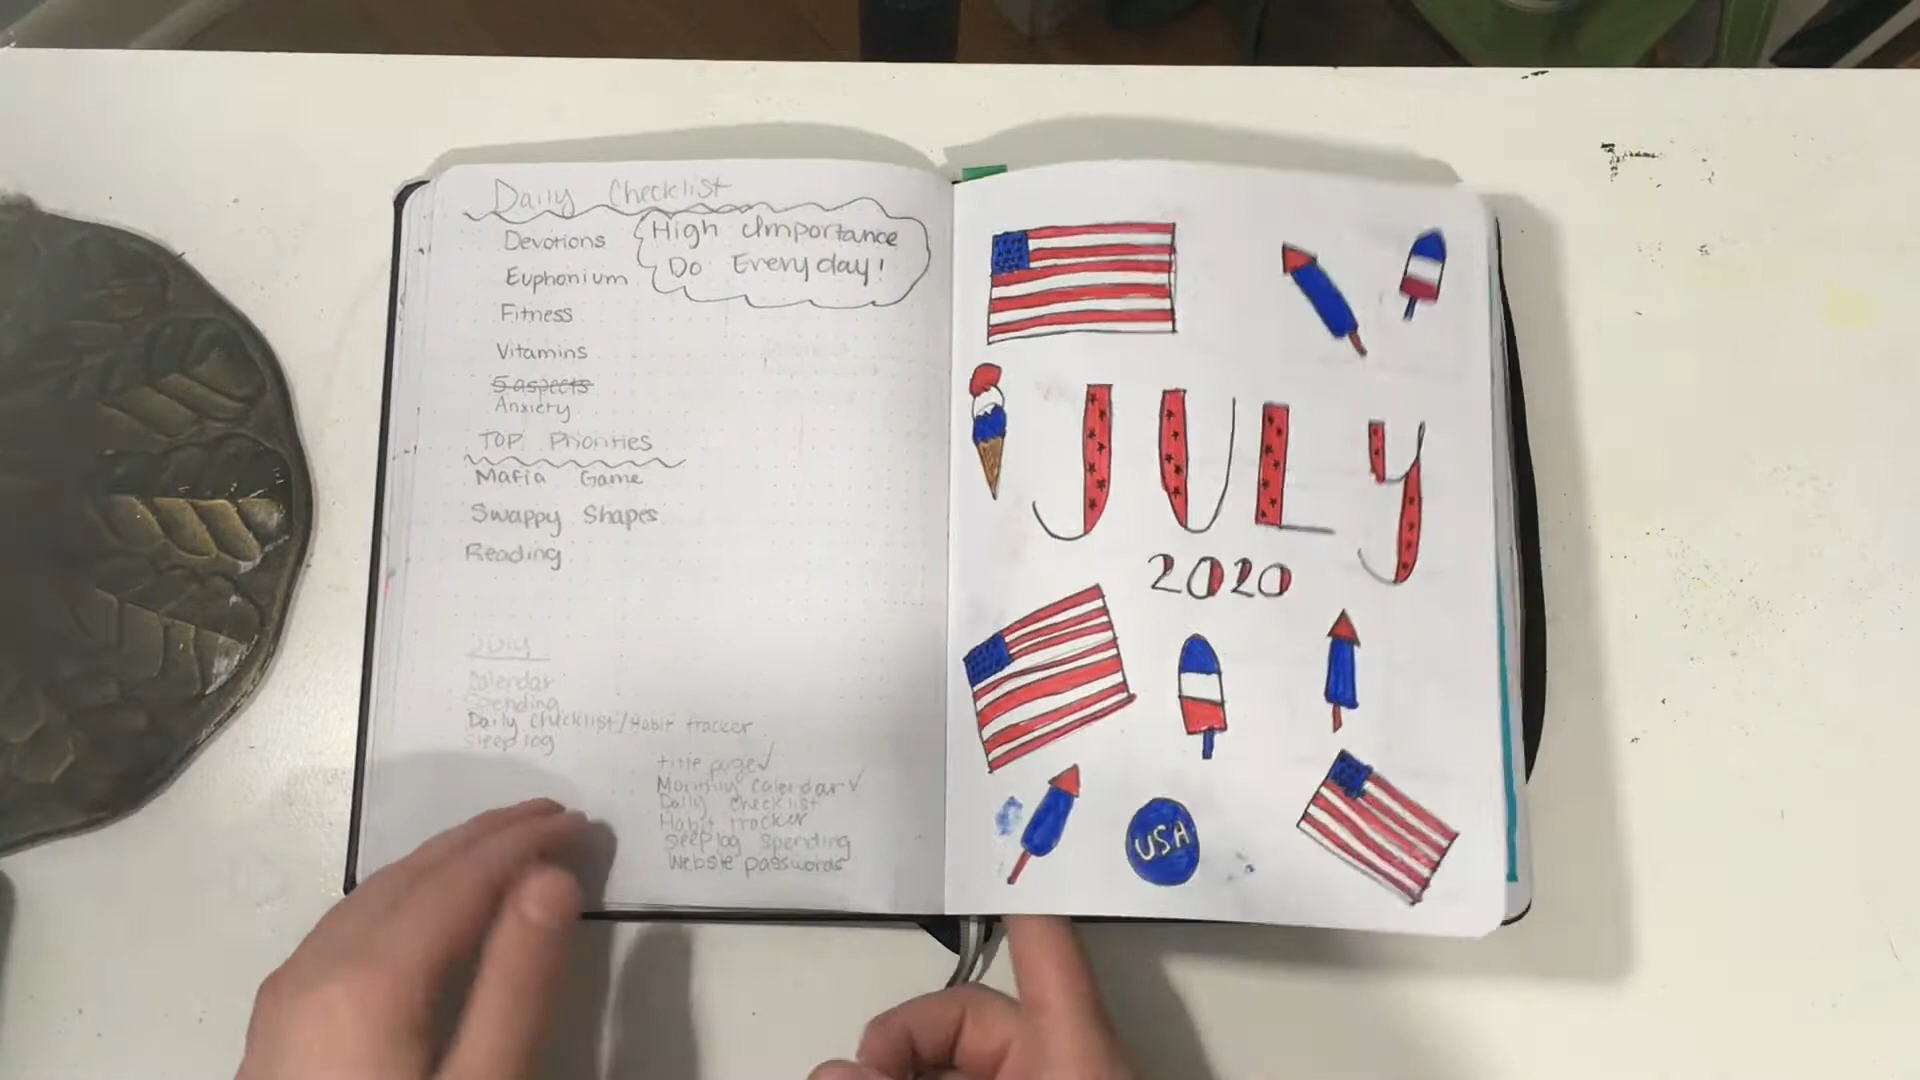 Daily Checklist
High Importance
Do Everyday!
Devotions
Euphonium
Fitness
Vitamins
5 aspects
Anxiety
TOP Priorities
Mafia Game
Swappy Shapes
Reading
July
Calendar
Spending
Daily checklist/Habit tracker
Sleep log
title page✓
Monthly calendar✓
Daily checklist
Habit tracker
Sleep log spending
Website passwords
JULY
2020
USA